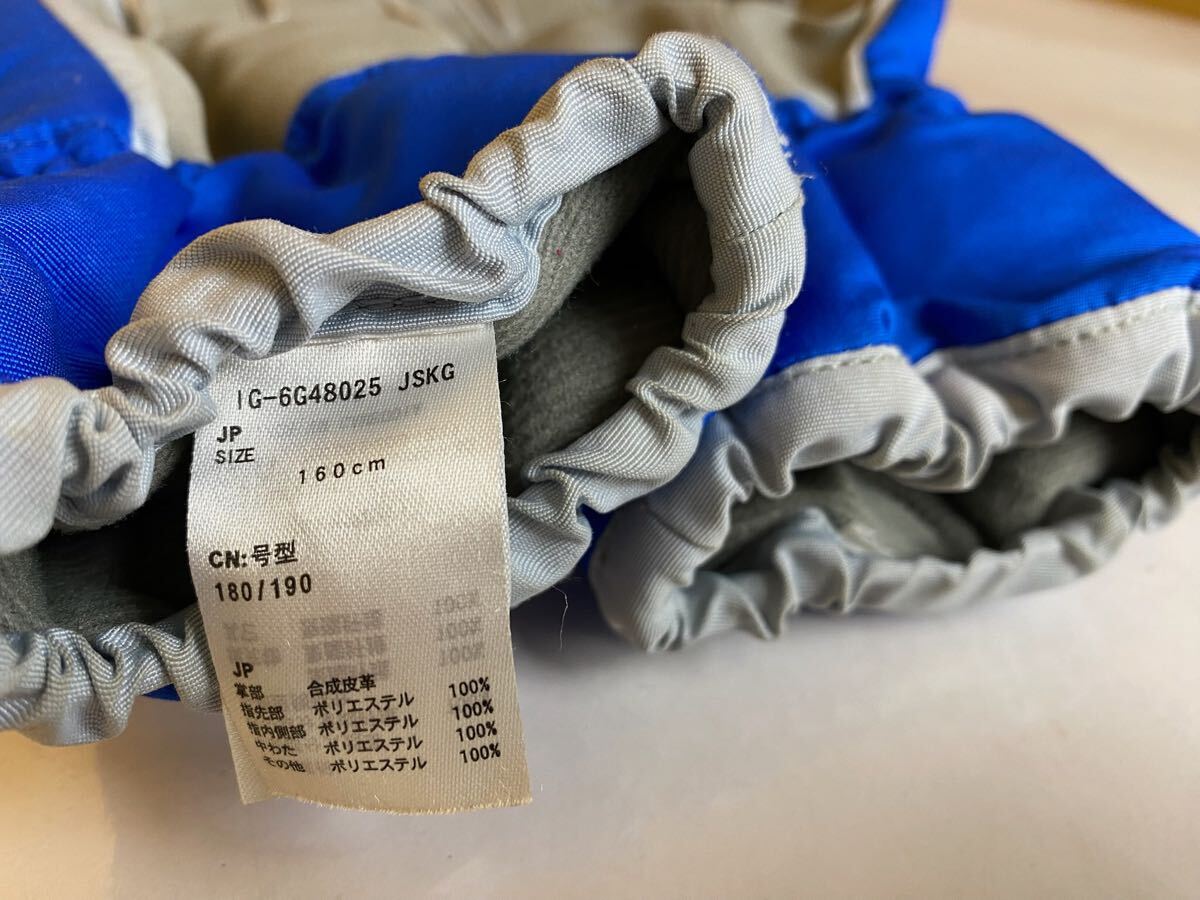 IG-6G48025 JSKG
JP
SIZE
160cm
CN:号型
180/190
JP
掌部 合成皮革 100%
指先部 ポリエステル 100%
指内側部 ポリエステル 100%
中わた ポリエステル 100%
その他 ポリエステル